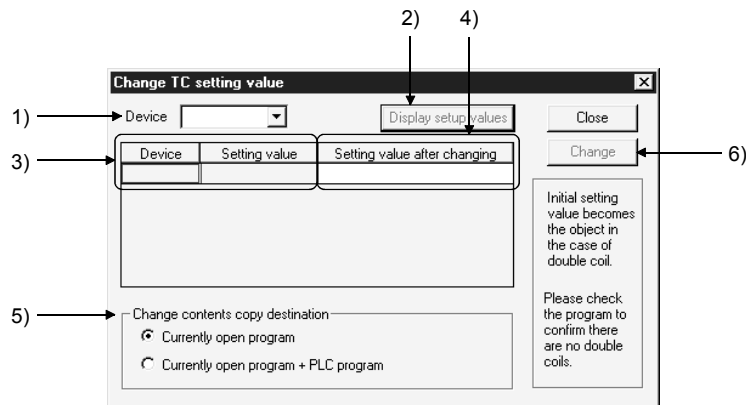 2) 4)
Change TC setting value
1) Device Display setup values Close
3) Device Setting value Setting value after changing Change 6)
Initial setting
value becomes
the object in
the case of
double coil.
Please check
the program to
confirm there
are no double
coils.
5) Change contents copy destination
Currently open program
Currently open program + PLC program